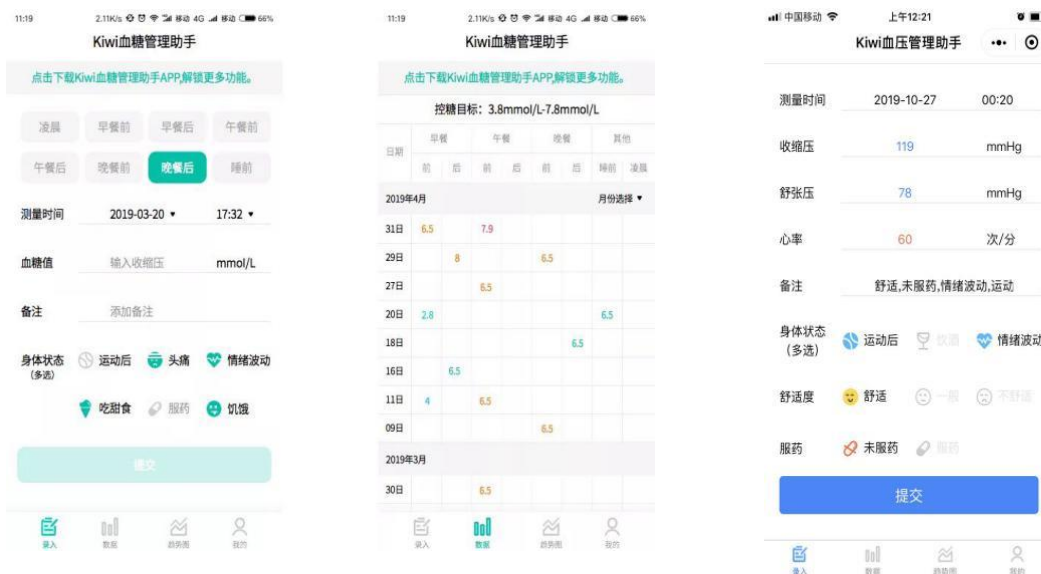 11:19 2.11K/s 移动 4G 移动 66%
Kiwi血糖管理助手
点击下载Kiwi血糖管理助手APP,解锁更多功能。
凌晨 早餐前 早餐后 午餐前
午餐后 晚餐前 晚餐后 睡前
测量时间 2019-03-20 ▾ 17:32 ▾
血糖值 输入收缩压 mmol/L
备注 添加备注
身体状态 运动后 头痛 情绪波动
(多选)
吃甜食 服药 饥饿
提交
录入 数据 趋势图 我的
11:19 2.11K/s 移动 4G 移动 66%
Kiwi血糖管理助手
点击下载Kiwi血糖管理助手APP,解锁更多功能。
控糖目标：3.8mmol/L-7.8mmol/L
日期 早餐 午餐 晚餐 其他
前 后 前 后 前 后 睡前 凌晨
2019年4月 月份选择 ▾
31日 6.5 7.9
29日 8 6.5
27日 6.5
20日 2.8 6.5
18日 6.5
16日 6.5
11日 4 6.5
09日 6.5
2019年3月
30日 6.5
录入 数据 趋势图 我的
中国移动 上午12:21
Kiwi血压管理助手
测量时间 2019-10-27 00:20
收缩压 119 mmHg
舒张压 78 mmHg
心率 60 次/分
备注 舒适,未服药,情绪波动,运动
身体状态 运动后 饮酒 情绪波动
(多选)
舒适度 舒适 一般 不舒适
服药 未服药 服药
提交
录入 数据 趋势图 我的